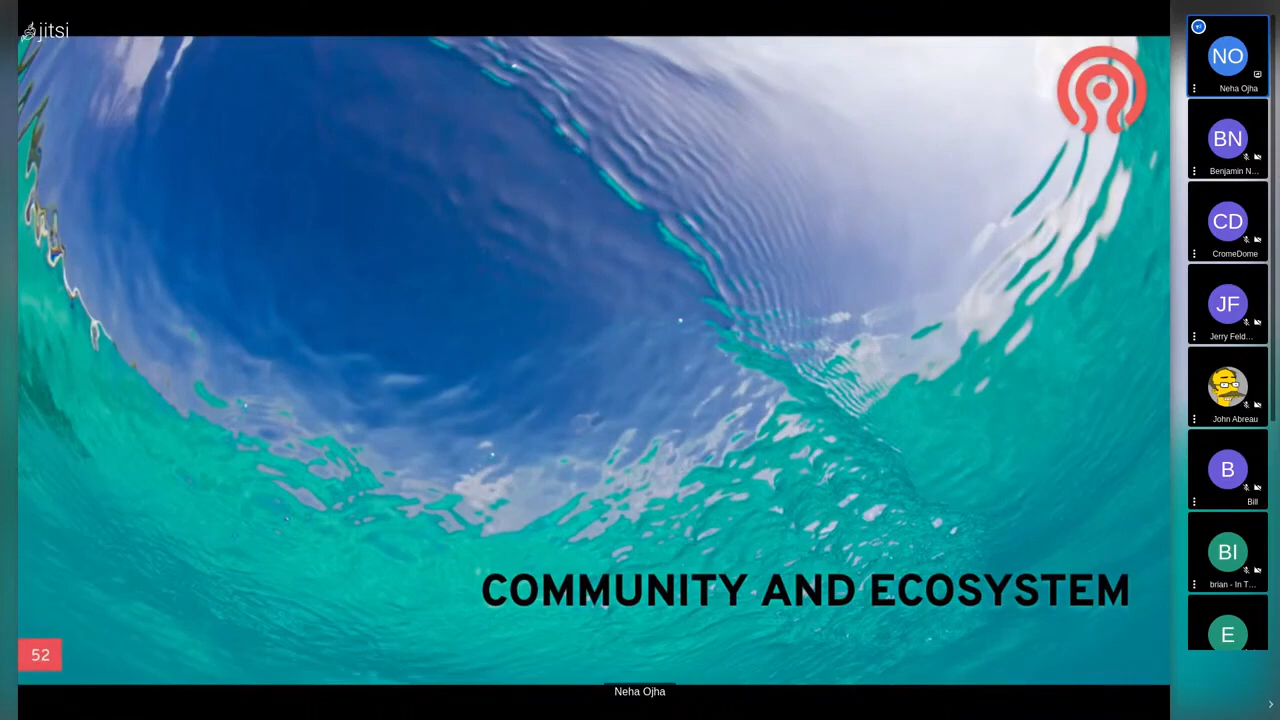 jitsi
COMMUNITY AND ECOSYSTEM
52
Neha Ojha
NO
Neha Ojha
BN
Benjamin N...
CD
CromeDome
JF
Jerry Feld...
John Abreau
B
Bill
BI
brian - In T...
E